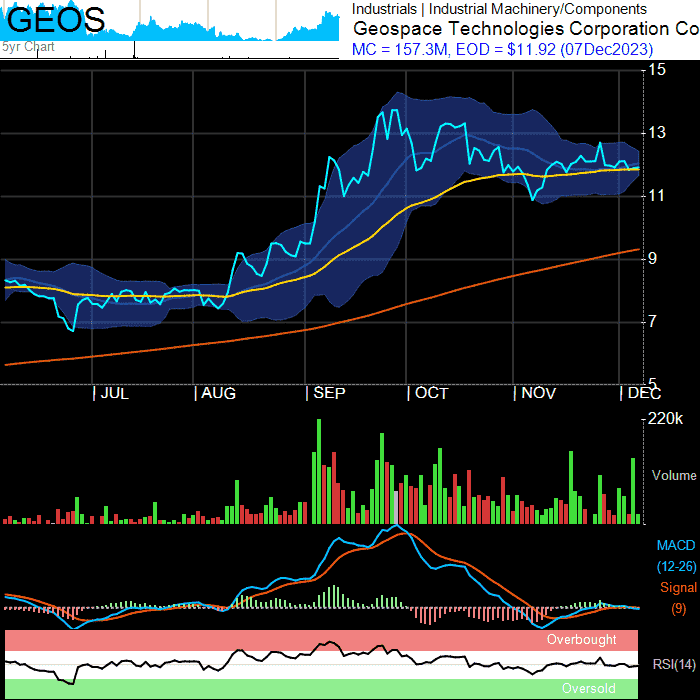 GEOS
5yr Chart
Industrials | Industrial Machinery/Components
Geospace Technologies Corporation Co
MC = 157.3M, EOD = $11.92 (07Dec2023)
15
13
11
9
7
5
JUL AUG SEP OCT NOV DEC
220k
Volume
MACD
(12-26)
Signal
(9)
Overbought
RSI(14)
Oversold